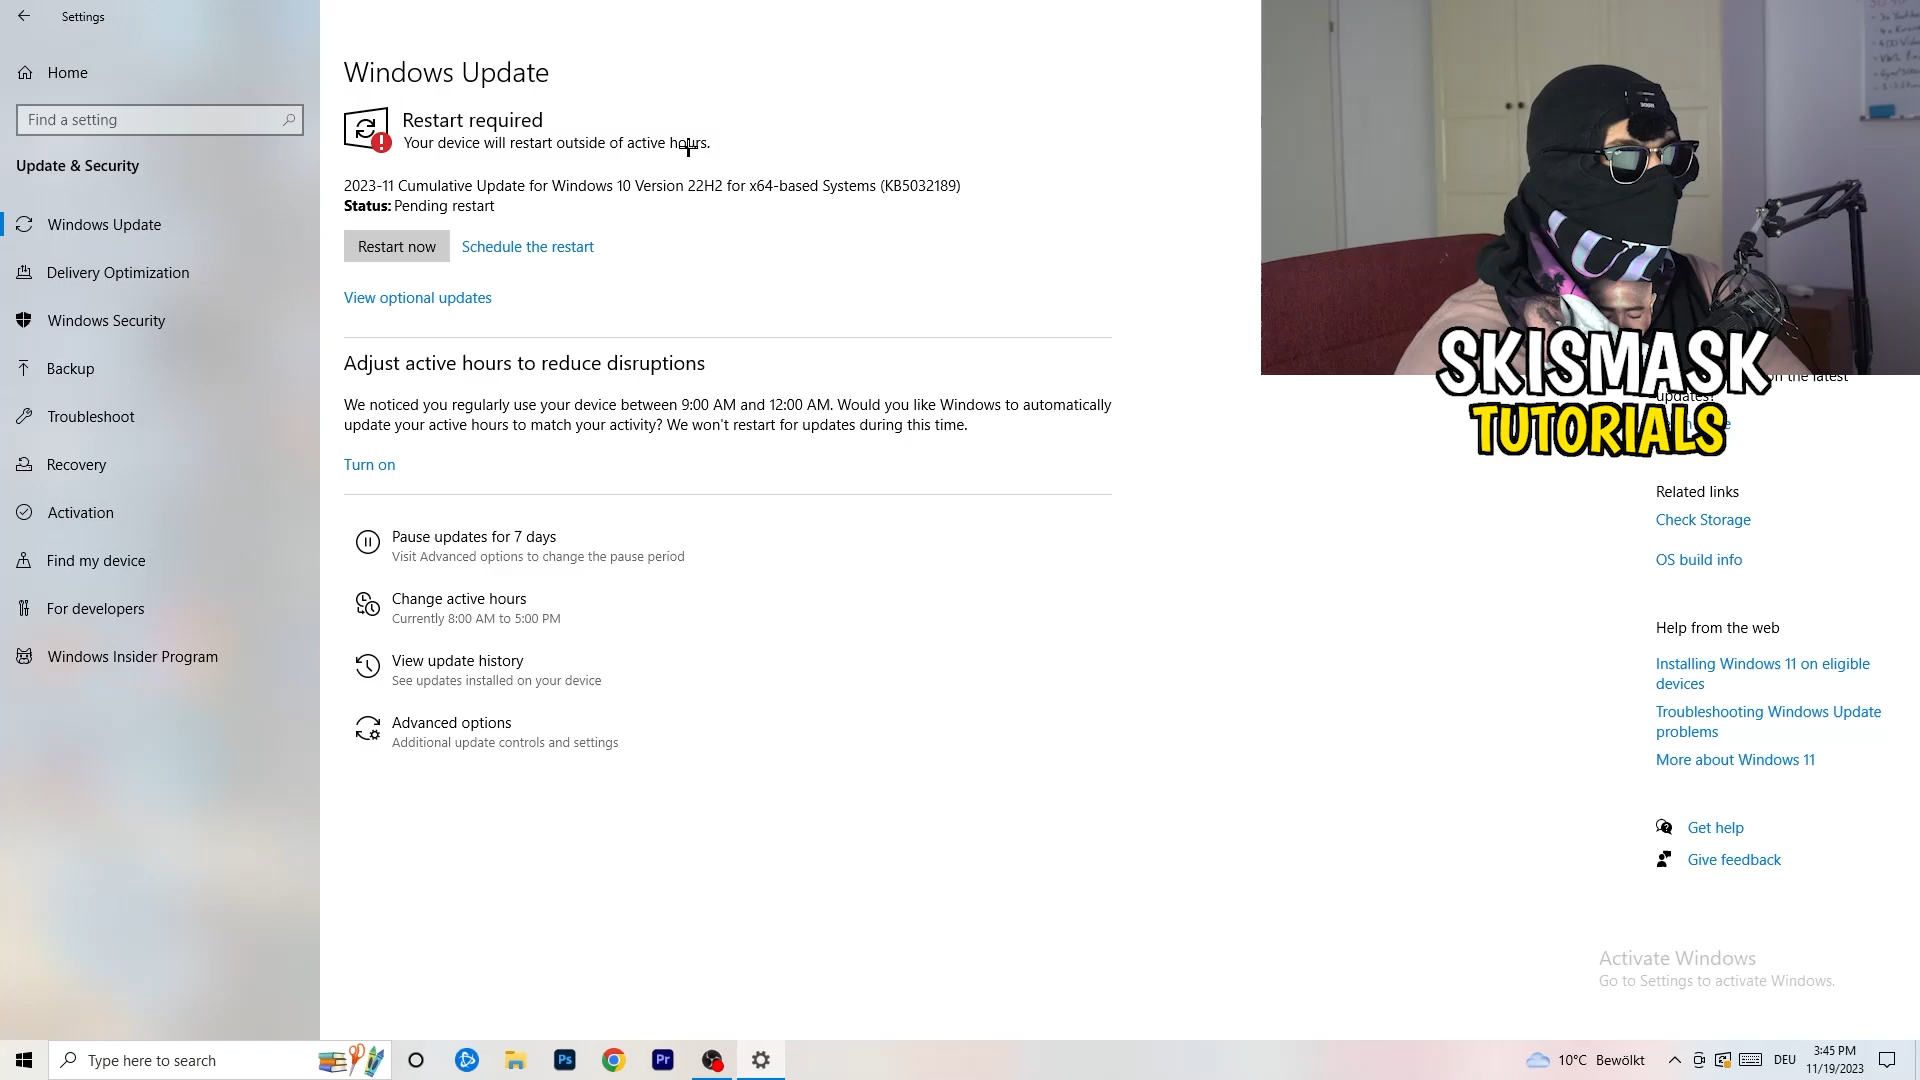 Settings
Home
Find a setting
Update & Security
Windows Update
Delivery Optimization
Windows Security
Backup
Troubleshoot
Recovery
Activation
Find my device
For developers
Windows Insider Program
Windows Update
Restart required
Your device will restart outside of active hours.
2023-11 Cumulative Update for Windows 10 Version 22H2 for x64-based Systems (KB5032189)
Status: Pending restart
Restart now Schedule the restart
View optional updates
Adjust active hours to reduce disruptions
We noticed you regularly use your device between 9:00 AM and 12:00 AM. Would you like Windows to automatically
update your active hours to match your activity? We won't restart for updates during this time.
Turn on
Pause updates for 7 days
Visit Advanced options to change the pause period
Change active hours
Currently 8:00 AM to 5:00 PM
View update history
See updates installed on your device
Advanced options
Additional update controls and settings
SKISMASK
TUTORIALS
on the latest
updates?
Related links
Check Storage
OS build info
Help from the web
Installing Windows 11 on eligible
devices
Troubleshooting Windows Update
problems
More about Windows 11
Get help
Give feedback
Activate Windows
Go to Settings to activate Windows.
Type here to search
Ps
Pr
10°C Bewölkt
DEU
3:45 PM
11/19/2023